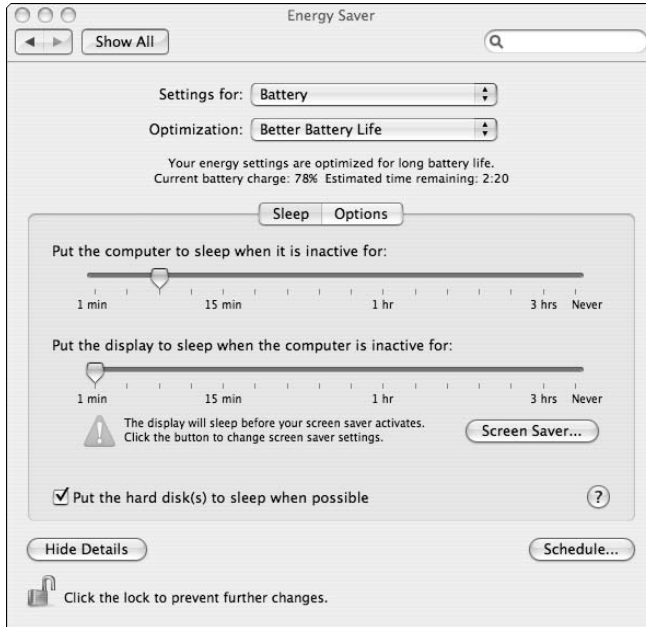 Energy Saver
Show All
Settings for: Battery
Optimization: Better Battery Life
Your energy settings are optimized for long battery life.
Current battery charge: 78% Estimated time remaining: 2:20
Sleep Options
Put the computer to sleep when it is inactive for:
1 min 15 min 1 hr 3 hrs Never
Put the display to sleep when the computer is inactive for:
1 min 15 min 1 hr 3 hrs Never
The display will sleep before your screen saver activates.
Click the button to change screen saver settings.
Screen Saver...
Put the hard disk(s) to sleep when possible ?
Hide Details Schedule...
Click the lock to prevent further changes.